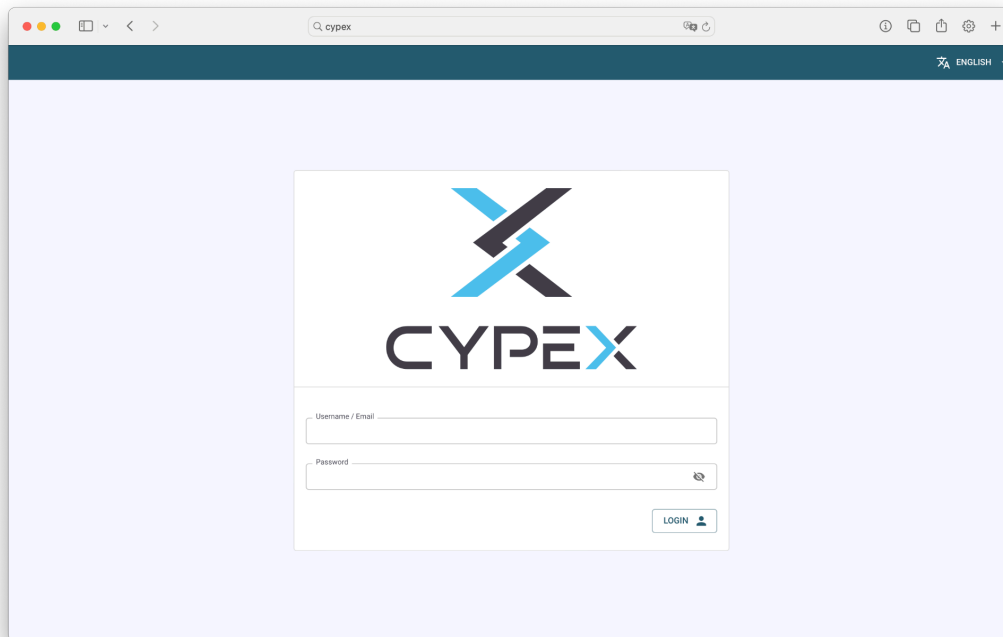 cypex
ENGLISH
CYPEX
Username / Email
Password
LOGIN